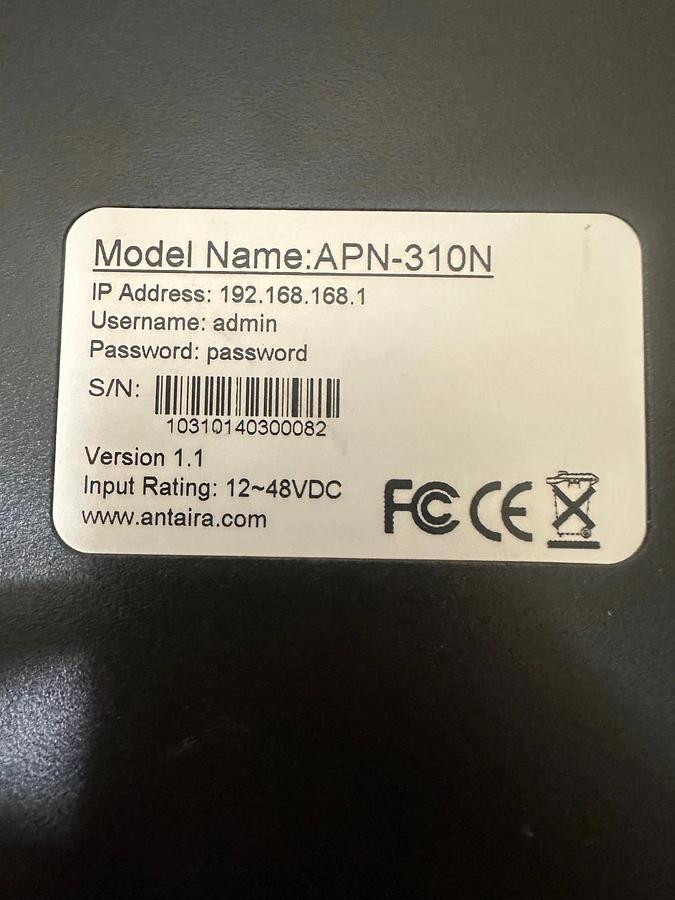 Model Name:APN-310N
IP Address: 192.168.168.1
Username: admin
Password: password
S/N:
10310140300082
Version 1.1
Input Rating: 12~48VDC
www.antaira.com
FC CE